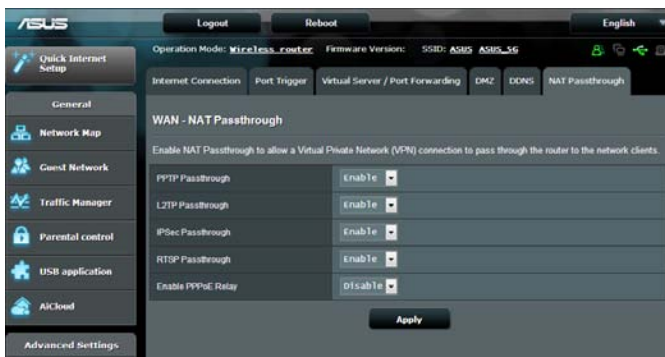 ASUS
Logout
Reboot
English
Quick Internet Setup
Operation Mode: Wireless router Firmware Version: SSID: ASUS ASUS_5G
Internet Connection
Port Trigger
Virtual Server / Port Forwarding
DMZ
DDNS
NAT Passthrough
General
Network Map
Guest Network
Traffic Manager
Parental control
USB application
AiCloud
Advanced Settings
WAN - NAT Passthrough
Enable NAT Passthrough to allow a Virtual Private Network (VPN) connection to pass through the router to the network clients.
PPTP Passthrough Enable
L2TP Passthrough Enable
IPSec Passthrough Enable
RTSP Passthrough Enable
Enable PPPoE Relay Disable
Apply